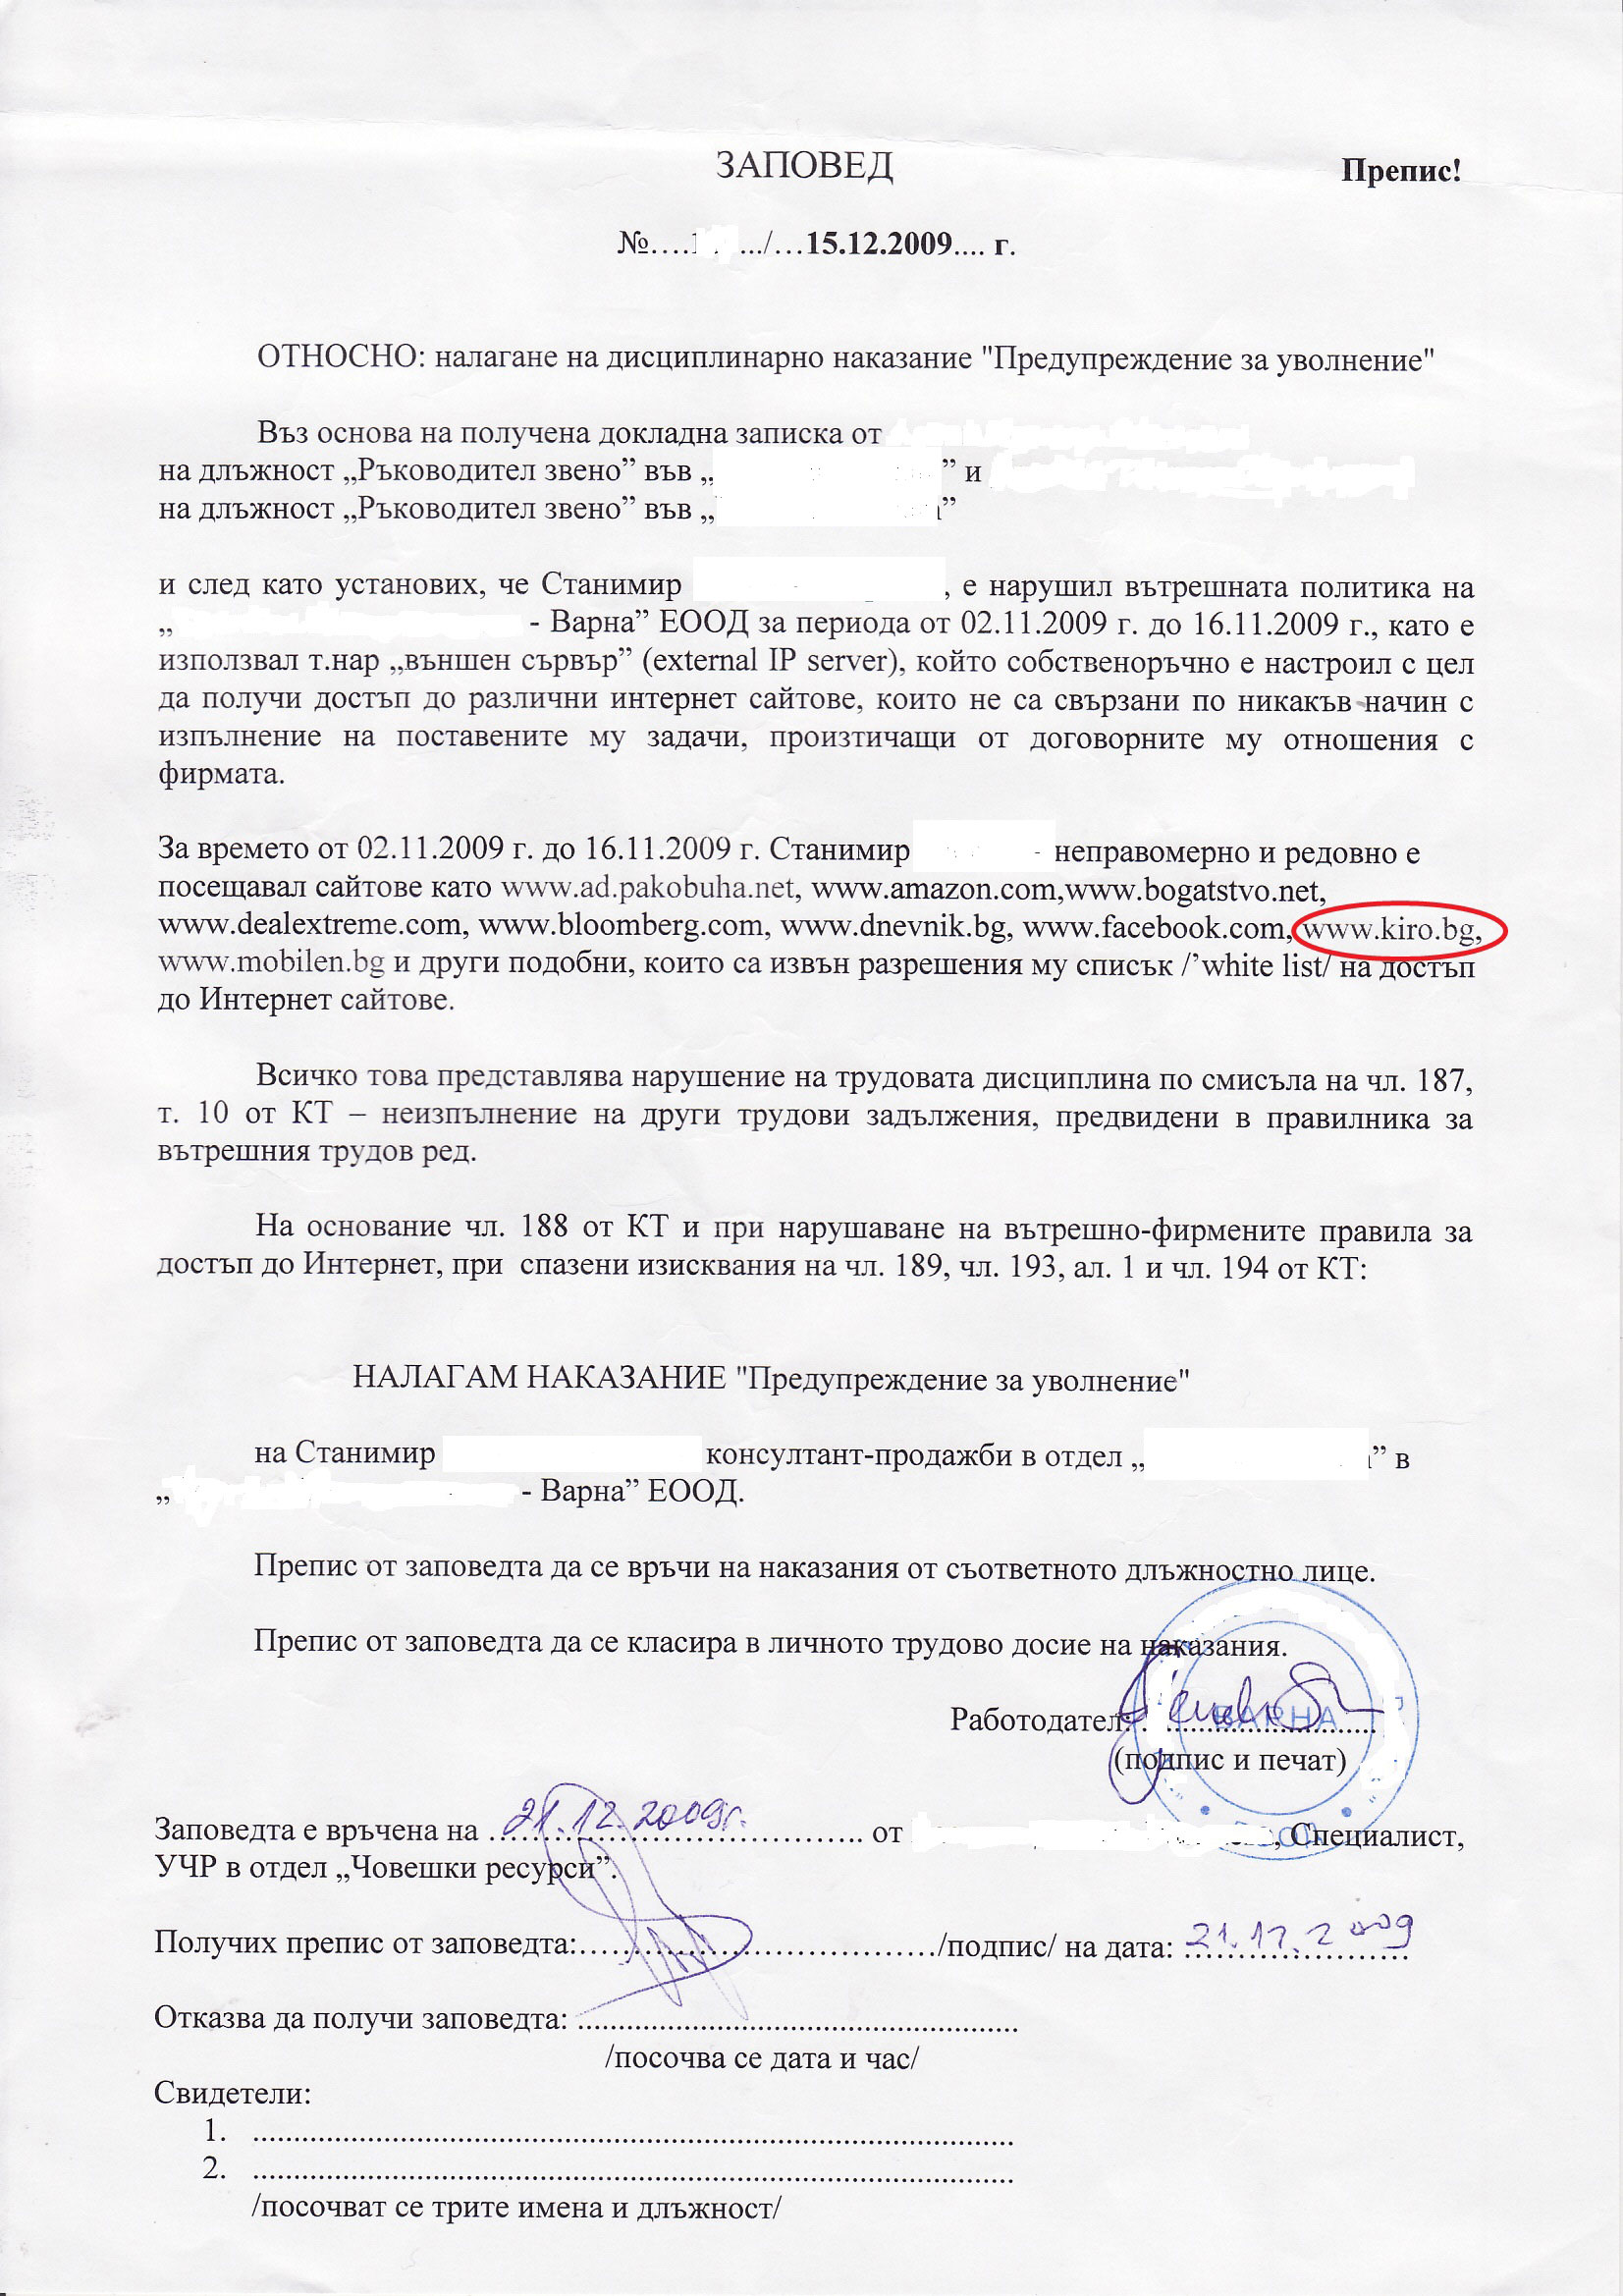 ЗАПОВЕД
Препис!
№..../...15.12.2009.... г.
ОТНОСНО: налагане на дисциплинарно наказание "Предупреждение за уволнение"
Въз основа на получена докладна записка от
на длъжност „Ръководител звено” във „ ” и
на длъжност „Ръководител звено” във „ ”
и след като установих, че Станимир , е нарушил вътрешната политика на
„ - Варна” ЕООД за периода от 02.11.2009 г. до 16.11.2009 г., като е
използвал т.нар „външен сървър” (external IP server), който собственоръчно е настроил с цел
да получи достъп до различни интернет сайтове, които не са свързани по никакъв начин с
изпълнение на поставените му задачи, произтичащи от договорните му отношения с
фирмата.
За времето от 02.11.2009 г. до 16.11.2009 г. Станимир неправомерно и редовно е
посещавал сайтове като www.ad.pakobuha.net, www.amazon.com,www.bogatstvo.net,
www.dealextreme.com, www.bloomberg.com, www.dnevnik.bg, www.facebook.com, www.kiro.bg,
www.mobilen.bg и други подобни, които са извън разрешения му списък /’white list/ на достъп
до Интернет сайтове.
Всичко това представлява нарушение на трудовата дисциплина по смисъла на чл. 187,
т. 10 от КТ – неизпълнение на други трудови задължения, предвидени в правилника за
вътрешния трудов ред.
На основание чл. 188 от КТ и при нарушаване на вътрешно-фирмените правила за
достъп до Интернет, при спазени изисквания на чл. 189, чл. 193, ал. 1 и чл. 194 от КТ:
НАЛАГАМ НАКАЗАНИЕ "Предупреждение за уволнение"
на Станимир консултант-продажби в отдел „ ” в
„ - Варна” ЕООД.
Препис от заповедта да се връчи на наказания от съответното длъжностно лице.
Препис от заповедта да се класира в личното трудово досие на наказания.
Работодател:..............................
ВАРНА
(подпис и печат)
Заповедта е връчена на 21.12.2009г. от , Специалист,
УЧР в отдел „Човешки ресурси”.
Получих препис от заповедта:.............................../подпис/ на дата: 21.12.2009
Отказва да получи заповедта: ......................................................
/посочва се дата и час/
Свидетели:
1. ..............................................................................................
2. ..............................................................................................
/посочват се трите имена и длъжност/